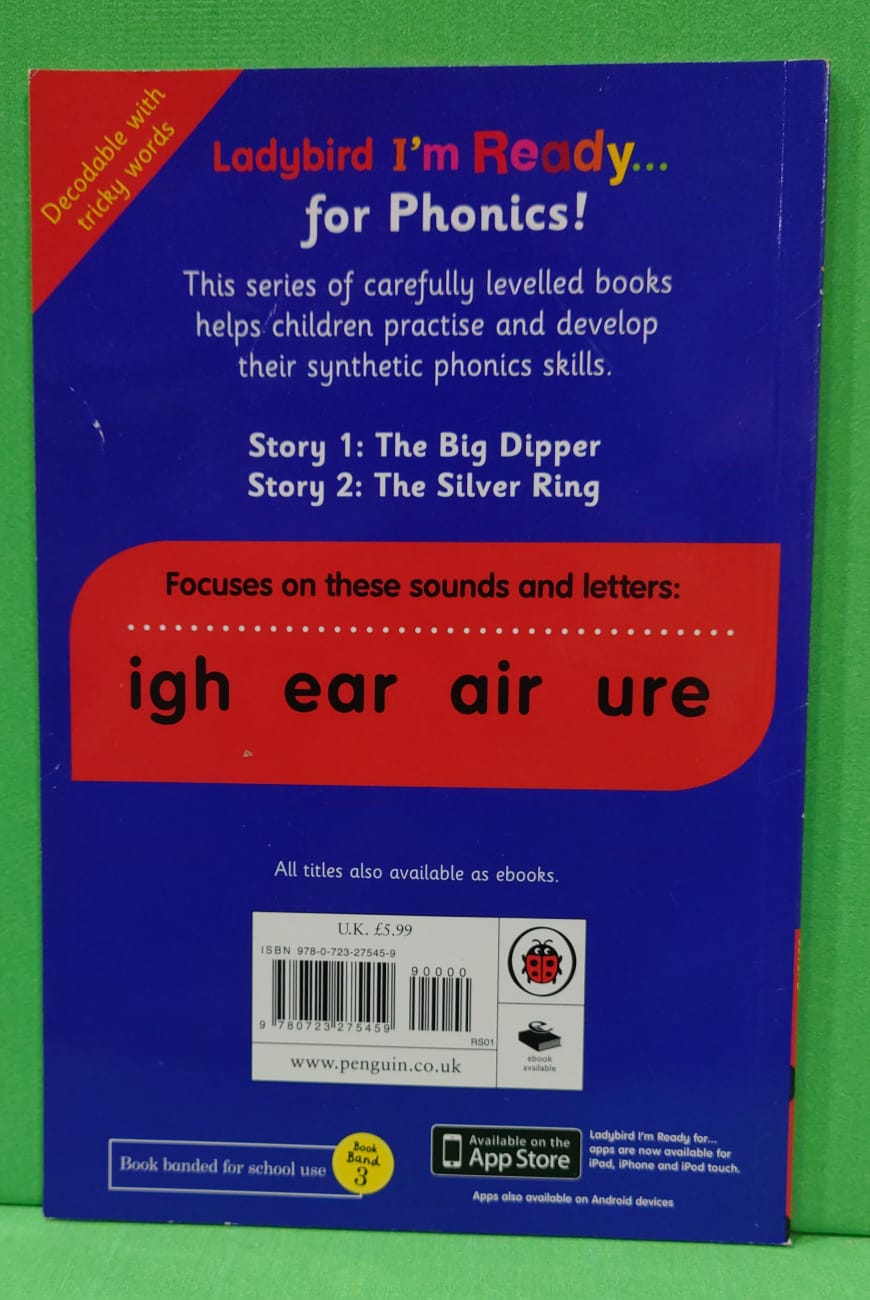 Decodable with
tricky words
Ladybird I'm Ready...
for Phonics!
This series of carefully levelled books
helps children practise and develop
their synthetic phonics skills.
Story 1: The Big Dipper
Story 2: The Silver Ring
Focuses on these sounds and letters:
igh ear air ure
All titles also available as ebooks.
U.K. £5.99
ISBN 978-0-723-27545-9
90000
9 780723 275459
RS01
www.penguin.co.uk
ebook
available
Book banded for school use
Book
Band
3
Available on the
App Store
Ladybird I'm Ready for...
apps are now available for
iPad, iPhone and iPod touch.
Apps also available on Android devices